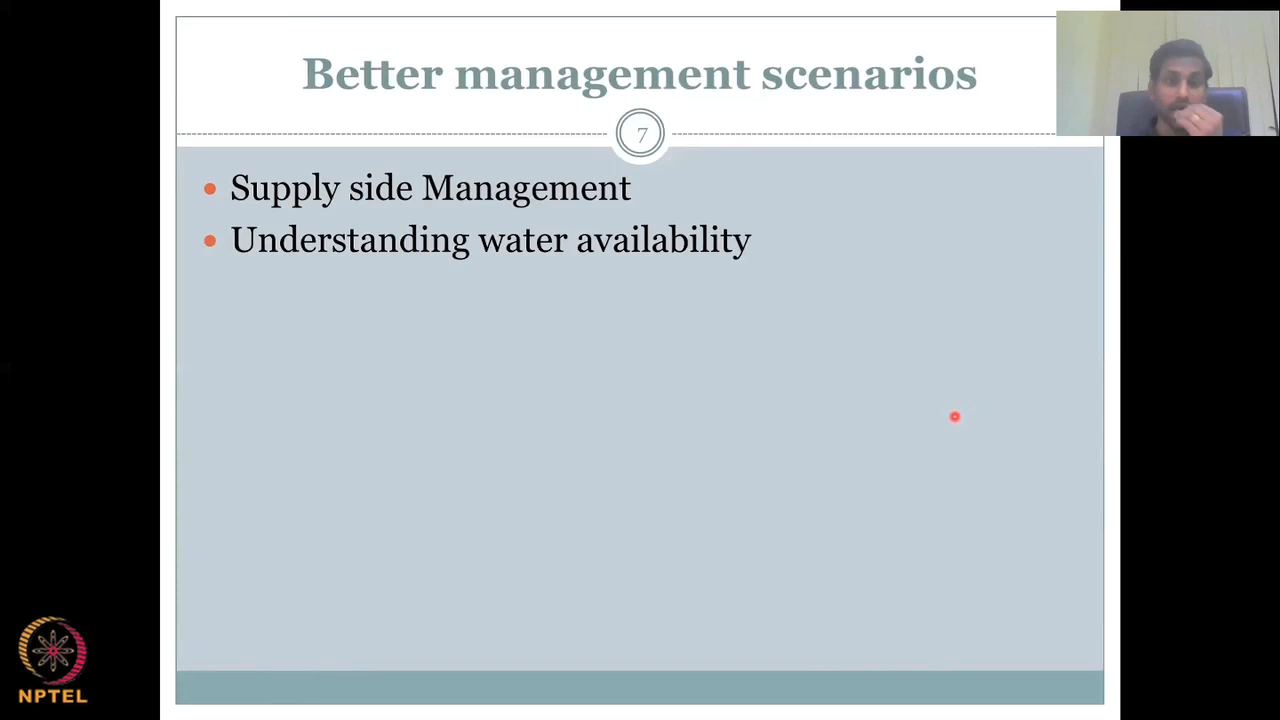 Better management scenarios
7
Supply side Management
Understanding water availability
NPTEL